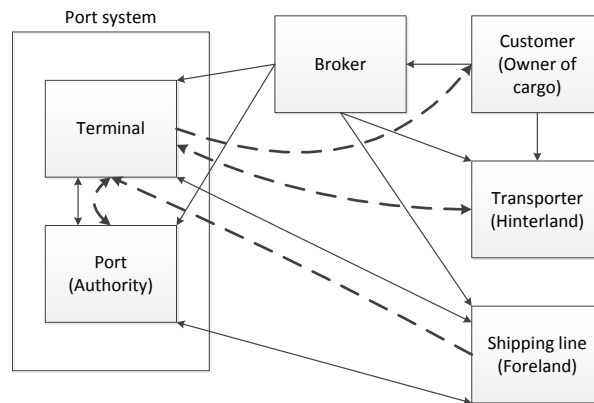 Port system
Terminal
Port
(Authority)
Broker
Customer
(Owner of
cargo)
Transporter
(Hinterland)
Shipping line
(Foreland)